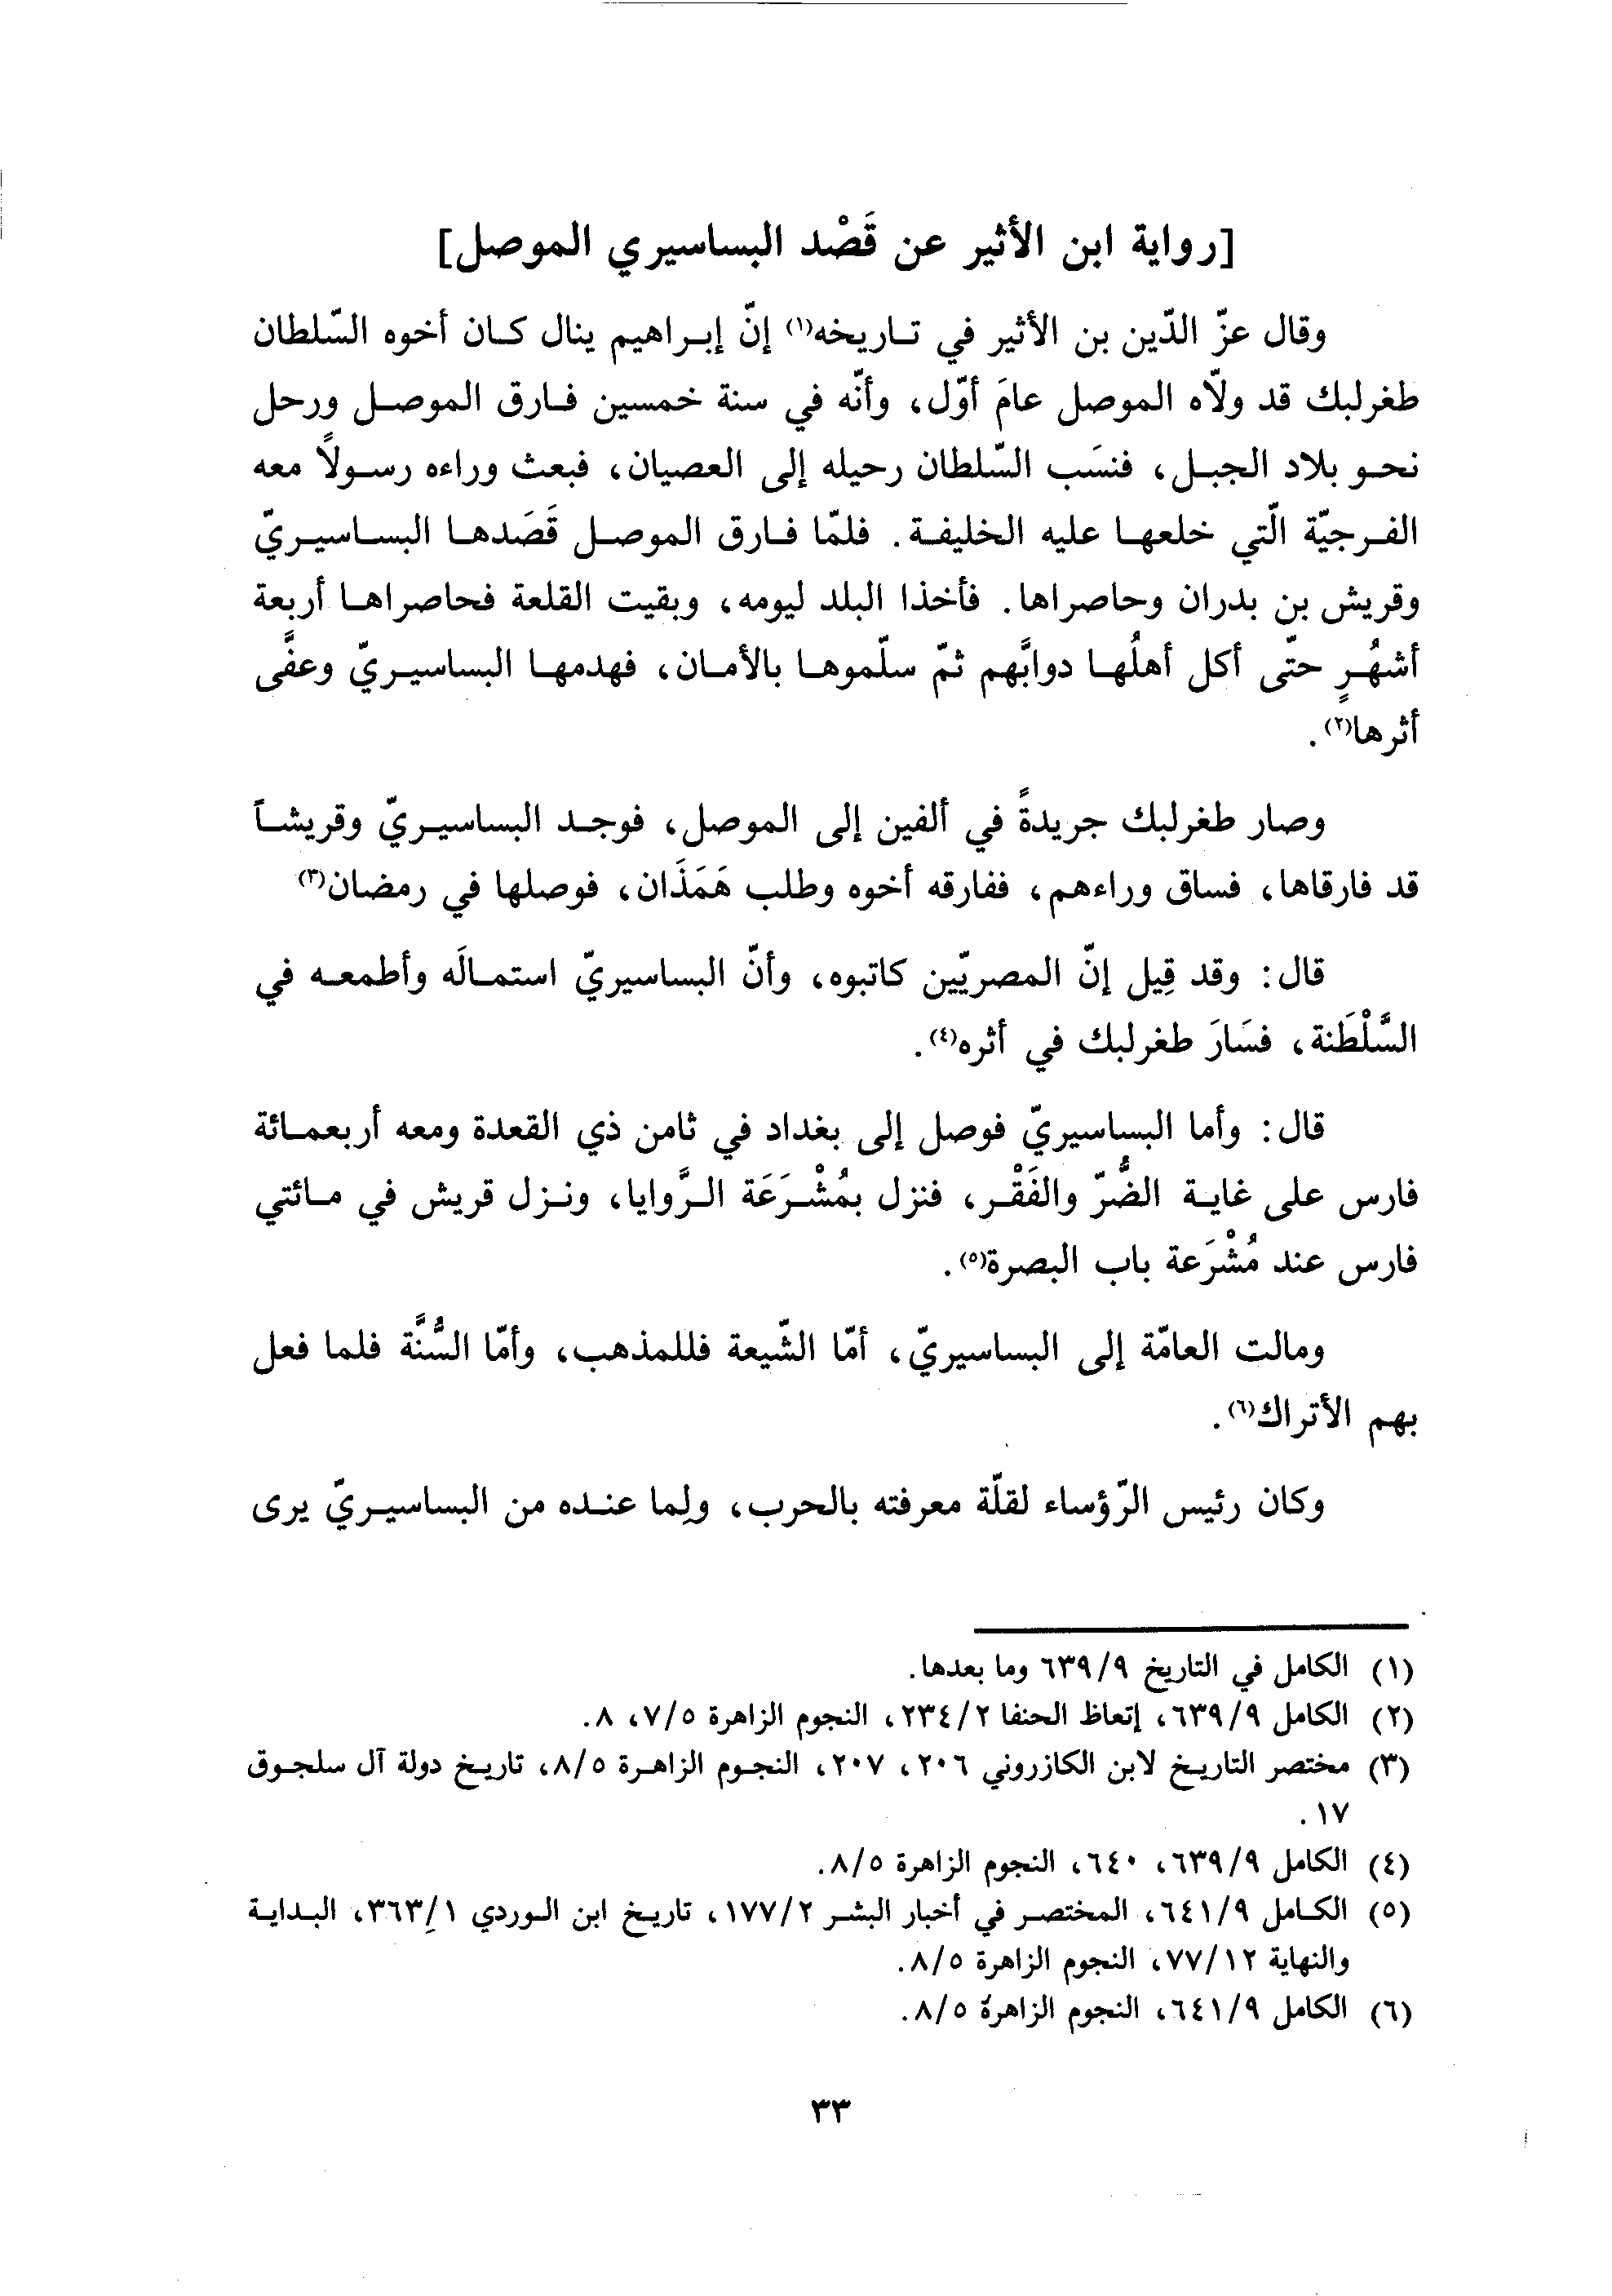 [رواية ابن الأثير عن قَصْد البساسيري الموصل]
وقال عزّ الدّين بن الأثير في تاريخه(١) إنّ إبراهيم ينال كان أخوه السّلطان
طغرلبك قد ولّاه الموصل عامَ أوّل، وأنّه في سنة خمسين فارق الموصل ورحل
نحو بلاد الجبل، فنسَب السّلطان رحيله إلى العصيان، فبعث وراءه رسولاً معه
الفرجيّة الّتي خلعها عليه الخليفة. فلمّا فارق الموصل قَصَدها البساسيريّ
وقريش بن بدران وحاصراها. فأخذا البلد ليومه، وبقيت القلعة فحاصراها أربعة
أشهُرٍ حتّى أكل أهلُها دوابَّهم ثمّ سلّموها بالأمان، فهدمها البساسيريّ وعفَّى
أثرها(٢).
وصار طغرلبك جريدةً في ألفين إلى الموصل، فوجد البساسيريّ وقريشاً
قد فارقاها، فساق وراءهم، ففارقه أخوه وطلب هَمَذَان، فوصلها في رمضان(٣)
قال: وقد قِيل إنّ المصريّين كاتبوه، وأنّ البساسيريّ استمالَه وأطمعه في
السَّلْطَنة، فسَارَ طغرلبك في أثره(٤).
قال: وأما البساسيريّ فوصل إلى بغداد في ثامن ذي القعدة ومعه أربعمائة
فارس على غاية الضُّرّ والفَقْر، فنزل بمُشْرَعَة الرَّوايا، ونزل قريش في مائتي
فارس عند مُشْرَعة باب البصرة(٥).
ومالت العامّة إلى البساسيريّ، أمّا الشّيعة فللمذهب، وأمّا السُّنَّة فلما فعل
بهم الأتراك(٦).
وكان رئيس الرّؤساء لقلّة معرفته بالحرب، ولِما عنده من البساسيريّ يرى
(١) الكامل في التاريخ ٦٣٩/٩ وما بعدها.
(٢) الكامل ٦٣٩/٩، إتعاظ الحنفا ٢٣٤/٢، النجوم الزاهرة ٧/٥، ٨.
(٣) مختصر التاريخ لابن الكازروني ٢٠٦، ٢٠٧، النجوم الزاهرة ٨/٥، تاريخ دولة آل سلجوق
١٧.
(٤) الكامل ٦٣٩/٩، ٦٤٠، النجوم الزاهرة ٨/٥.
(٥) الكامل ٦٤١/٩، المختصر في أخبار البشر ١٧٧/٢، تاريخ ابن الوردي ٣٦٣/١، البداية
والنهاية ٧٧/١٢، النجوم الزاهرة ٨/٥.
(٦) الكامل ٦٤١/٩، النجوم الزاهرة ٨/٥.
٣٣